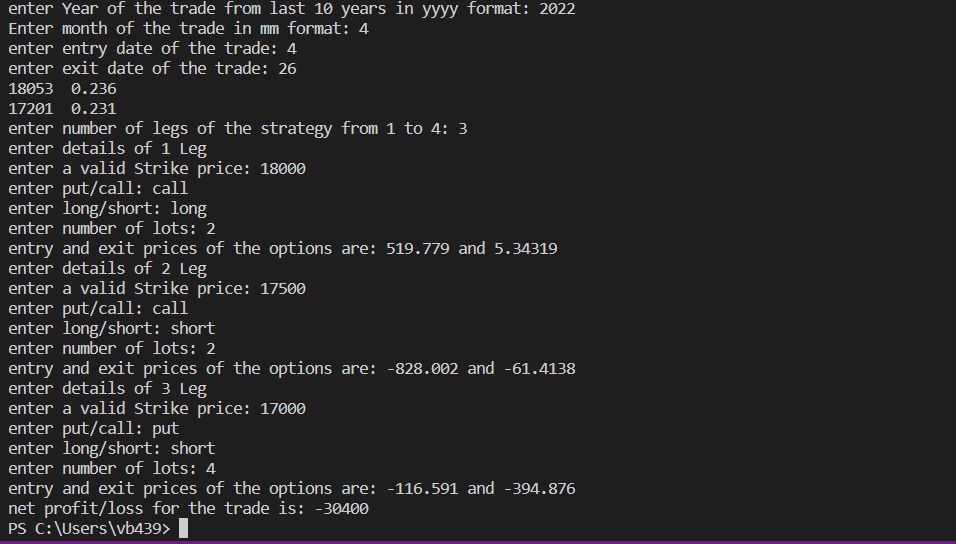 enter Year of the trade from last 10 years in yyyy format: 2022
Enter month of the trade in mm format: 4
enter entry date of the trade: 4
enter exit date of the trade: 26
18053  0.236
17201  0.231
enter number of legs of the strategy from 1 to 4: 3
enter details of 1 Leg
enter a valid Strike price: 18000
enter put/call: call
enter long/short: long
enter number of lots: 2
entry and exit prices of the options are: 519.779 and 5.34319
enter details of 2 Leg
enter a valid Strike price: 17500
enter put/call: call
enter long/short: short
enter number of lots: 2
entry and exit prices of the options are: -828.002 and -61.4138
enter details of 3 Leg
enter a valid Strike price: 17000
enter put/call: put
enter long/short: short
enter number of lots: 4
entry and exit prices of the options are: -116.591 and -394.876
net profit/loss for the trade is: -30400
PS C:\Users\vb439>